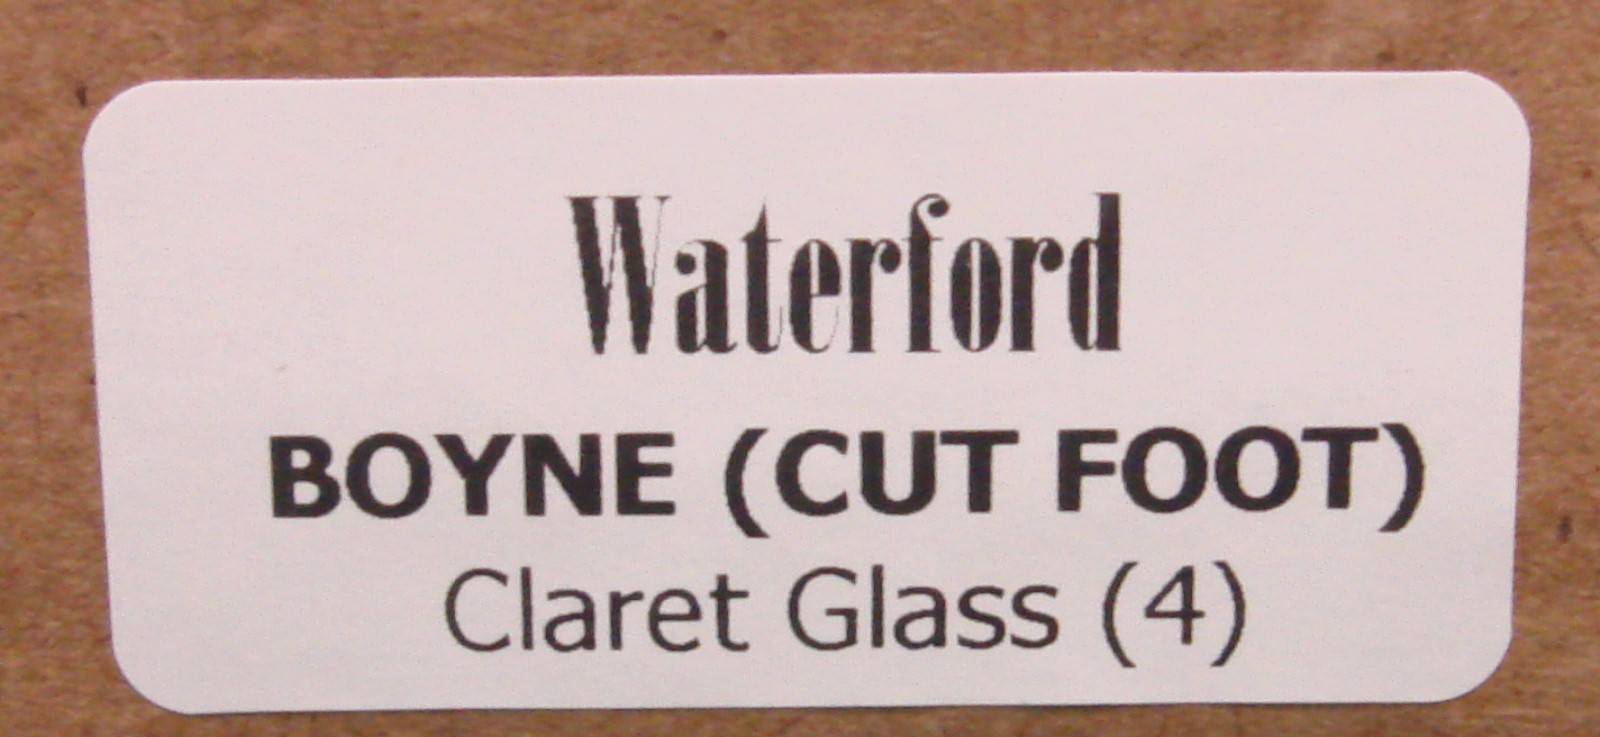 Waterford
BOYNE (CUT FOOT)
Claret Glass (4)